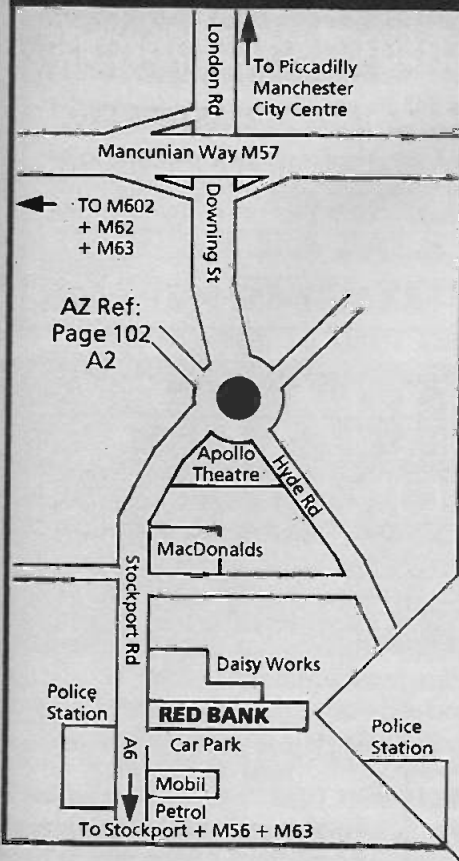 London Rd
To Piccadilly
Manchester
City Centre
Mancunian Way M57
TO M602
+ M62
+ M63
Downing St
AZ Ref:
Page 102
A2
Apollo
Theatre
Hyde Rd
MacDonalds
Stockport Rd
Daisy Works
Police
Station
RED BANK
Car Park
Police
Station
A6
Mobil
Petrol
To Stockport + M56 + M63